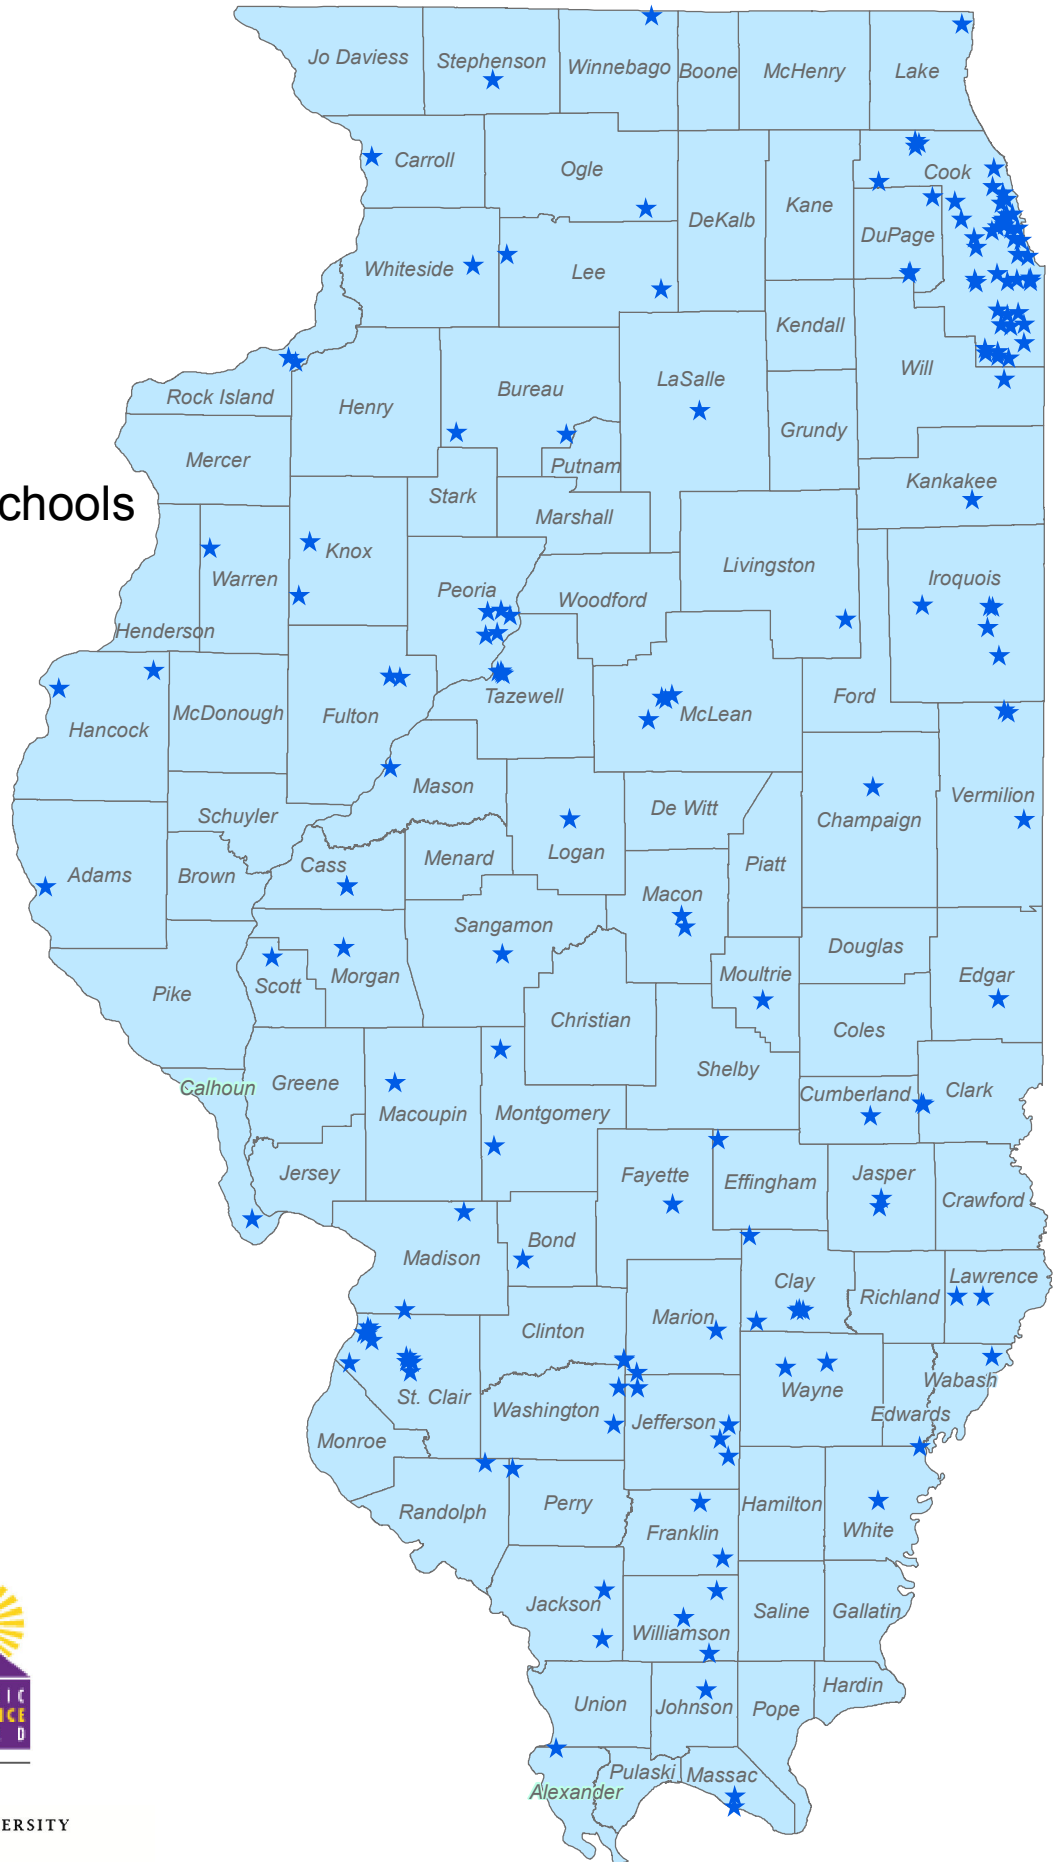 Jo Daviess
Stephenson
Winnebago
Boone
McHenry
Lake
Carroll
Ogle
DeKalb
Kane
Cook
DuPage
Whiteside
Lee
Kendall
Will
Rock Island
Henry
Bureau
LaSalle
Grundy
Mercer
Putnam
Kankakee
chools
Stark
Marshall
Knox
Warren
Henderson
Peoria
Woodford
Livingston
Iroquois
Hancock
McDonough
Fulton
Tazewell
McLean
Ford
Mason
Schuyler
De Witt
Champaign
Vermilion
Adams
Brown
Cass
Menard
Logan
Piatt
Macon
Sangamon
Douglas
Pike
Scott
Morgan
Moultrie
Edgar
Christian
Coles
Calhoun
Greene
Macoupin
Montgomery
Shelby
Cumberland
Clark
Jersey
Fayette
Effingham
Jasper
Crawford
Madison
Bond
Clay
Richland
Lawrence
Clinton
Marion
St. Clair
Washington
Jefferson
Wayne
Edwards
Wabash
Monroe
Randolph
Perry
Franklin
Hamilton
White
Jackson
Williamson
Saline
Gallatin
Union
Johnson
Pope
Hardin
Alexander
Pulaski
Massac
I C
ICE
D
ERSITY